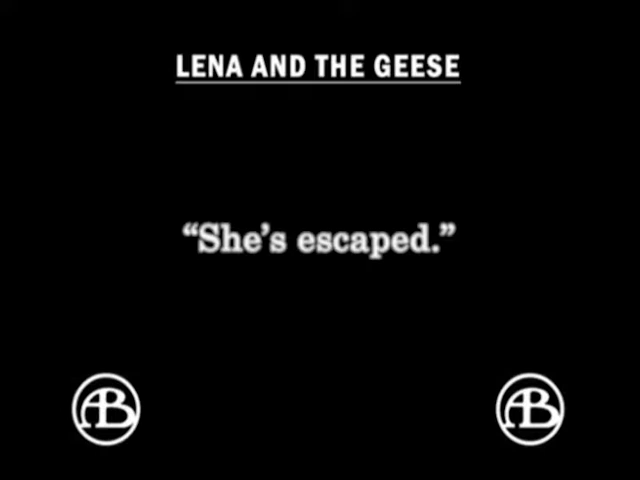 LENA AND THE GEESE
“She’s escaped.”
AB
AB